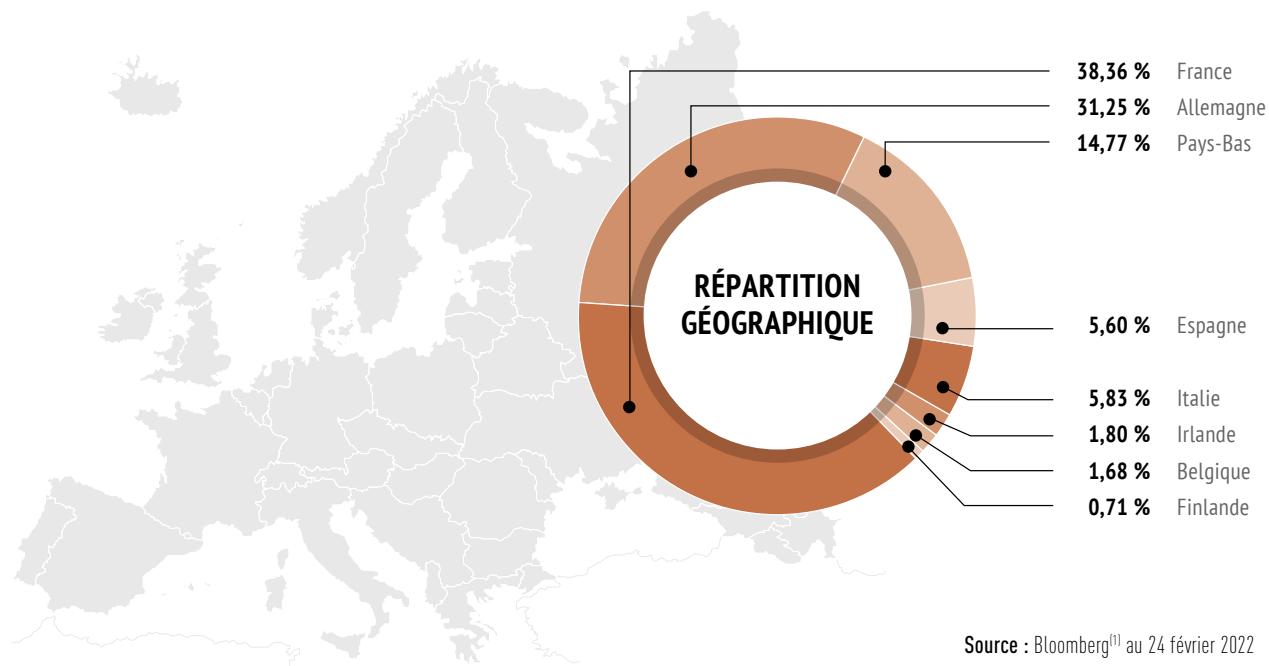 38,36 % France
31,25 % Allemagne
14,77 % Pays-Bas
RÉPARTITION
GÉOGRAPHIQUE
5,60 % Espagne
5,83 % Italie
1,80 % Irlande
1,68 % Belgique
0,71 % Finlande
Source : Bloomberg(1) au 24 février 2022